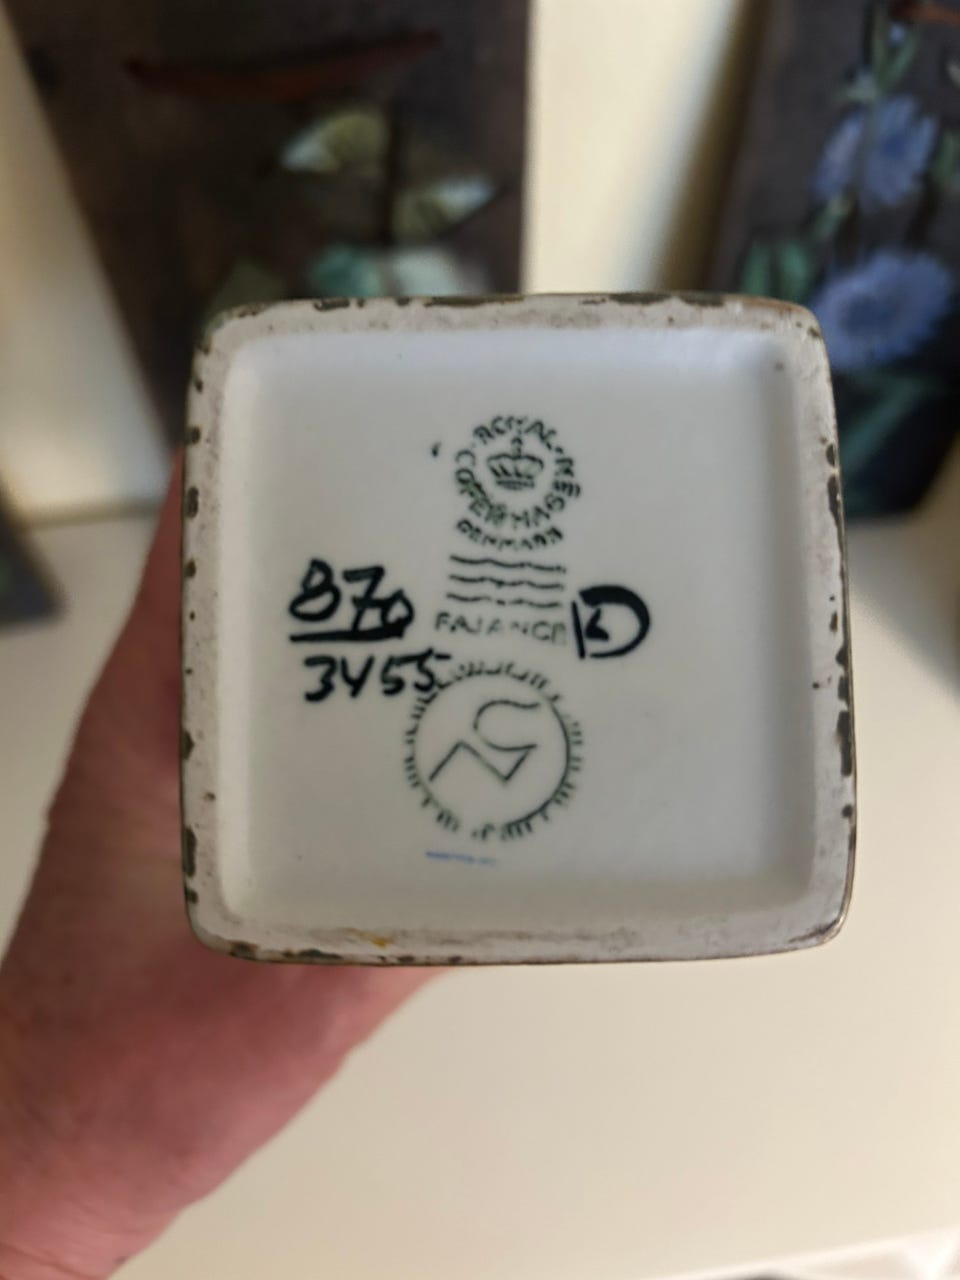 ROYAL COPENHAGEN
DENMARK
870
FAJANCE
3455